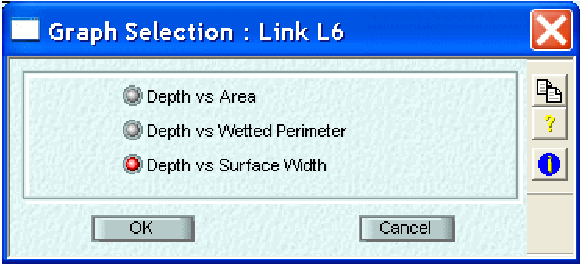 Graph Selection : Link L6
Depth vs Area
Depth vs Wetted Perimeter
Depth vs Surface Width
OK Cancel